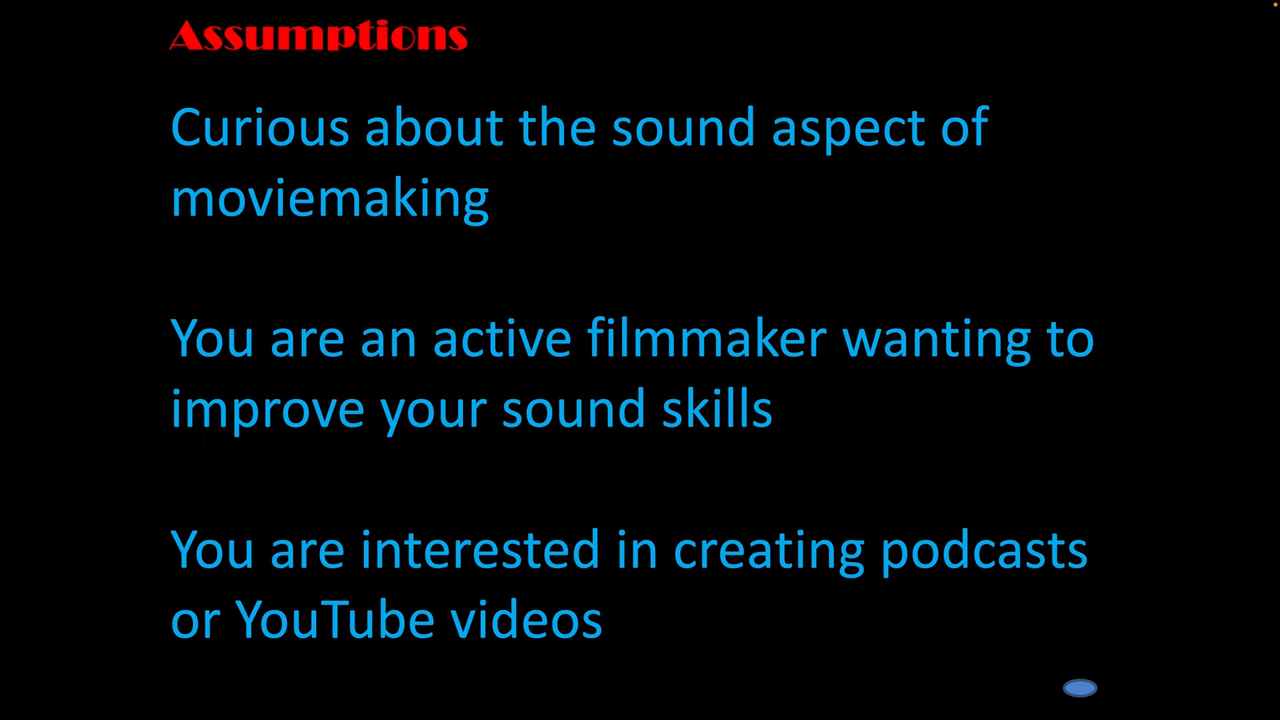 Assumptions
Curious about the sound aspect of
moviemaking
You are an active filmmaker wanting to
improve your sound skills
You are interested in creating podcasts
or YouTube videos